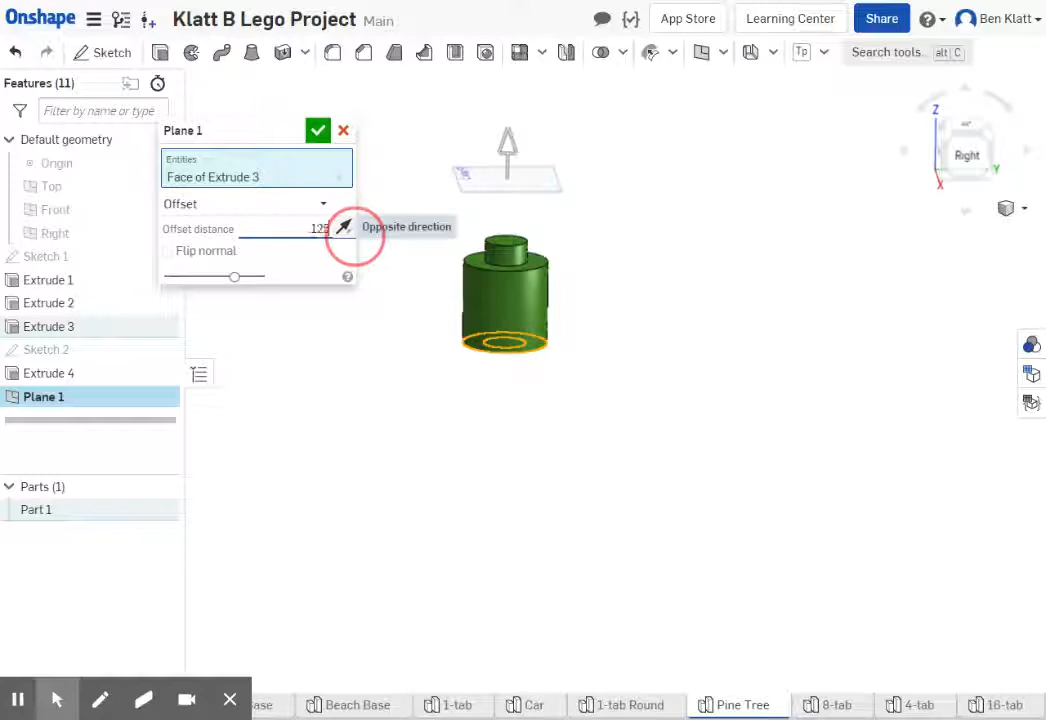 Onshape
Klatt B Lego Project Main
App Store
Learning Center
Share
Ben Klatt
Sketch
Tp
Search tools...
alt C
Features (11)
Filter by name or type
Default geometry
Origin
Top
Front
Right
Sketch 1
Extrude 1
Extrude 2
Extrude 3
Sketch 2
Extrude 4
Plane 1
Parts (1)
Part 1
Plane 1
Entities
Face of Extrude 3
Offset
Offset distance
.125
Opposite direction
Flip normal
Z
Right
Y
X
Beach Base
1-tab
Car
1-tab Round
Pine Tree
8-tab
4-tab
16-tab